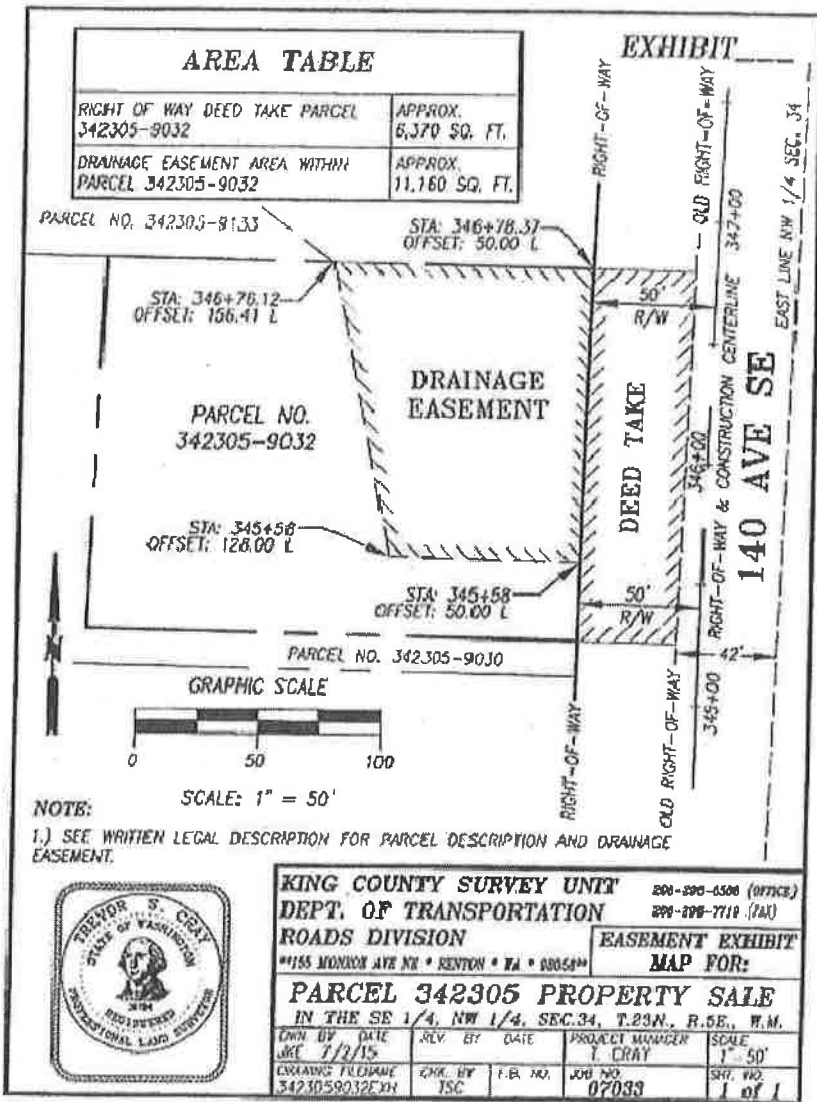 AREA TABLE
RIGHT OF WAY DEED TAKE PARCEL 342305-9032
APPROX. 6,370 SQ. FT.
DRAINAGE EASEMENT AREA WITHIN PARCEL 342305-9032
APPROX. 11,160 SQ. FT.
EXHIBIT____
PARCEL NO. 342305-9133
STA: 346+78.37
OFFSET: 50.00 L
RIGHT-OF-WAY
OLD RIGHT-OF-WAY
347+00
EAST LINE NW 1/4 SEC. 34
STA: 346+76.12
OFFSET: 156.41 L
50'
R/W
DRAINAGE
EASEMENT
PARCEL NO.
342305-9032
DEED TAKE
346+00
RIGHT-OF-WAY & CONSTRUCTION CENTERLINE
140 AVE SE
STA: 345+58
OFFSET: 128.00 L
STA: 345+58
OFFSET: 50.00 L
50'
R/W
42'
N
PARCEL NO. 342305-9030
345+00
RIGHT-OF-WAY
OLD RIGHT-OF-WAY
GRAPHIC SCALE
0 50 100
SCALE: 1" = 50'
NOTE:
1.) SEE WRITTEN LEGAL DESCRIPTION FOR PARCEL DESCRIPTION AND DRAINAGE
EASEMENT.
TREVOR S. CRAY
STATE OF WASHINGTON
REGISTERED
PROFESSIONAL LAND SURVEYOR
KING COUNTY SURVEY UNIT
(OFFICE)
DEPT. OF TRANSPORTATION
(FAX)
ROADS DIVISION
MONROE AVE NE * RENTON * WA * 98056
EASEMENT EXHIBIT
MAP FOR:
PARCEL 342305 PROPERTY SALE
IN THE SE 1/4, NW 1/4, SEC.34, T.23N., R.5E., W.M.
DWN BY DATE
7/2/15
REV. BY DATE
PROJECT MANAGER
T. CRAY
SCALE
1"=50'
DRAWING FILENAME
3423059032EXH
CHK. BY
TSC
F.B. NO.
JOB NO.
07033
SHT. NO.
1 of 1